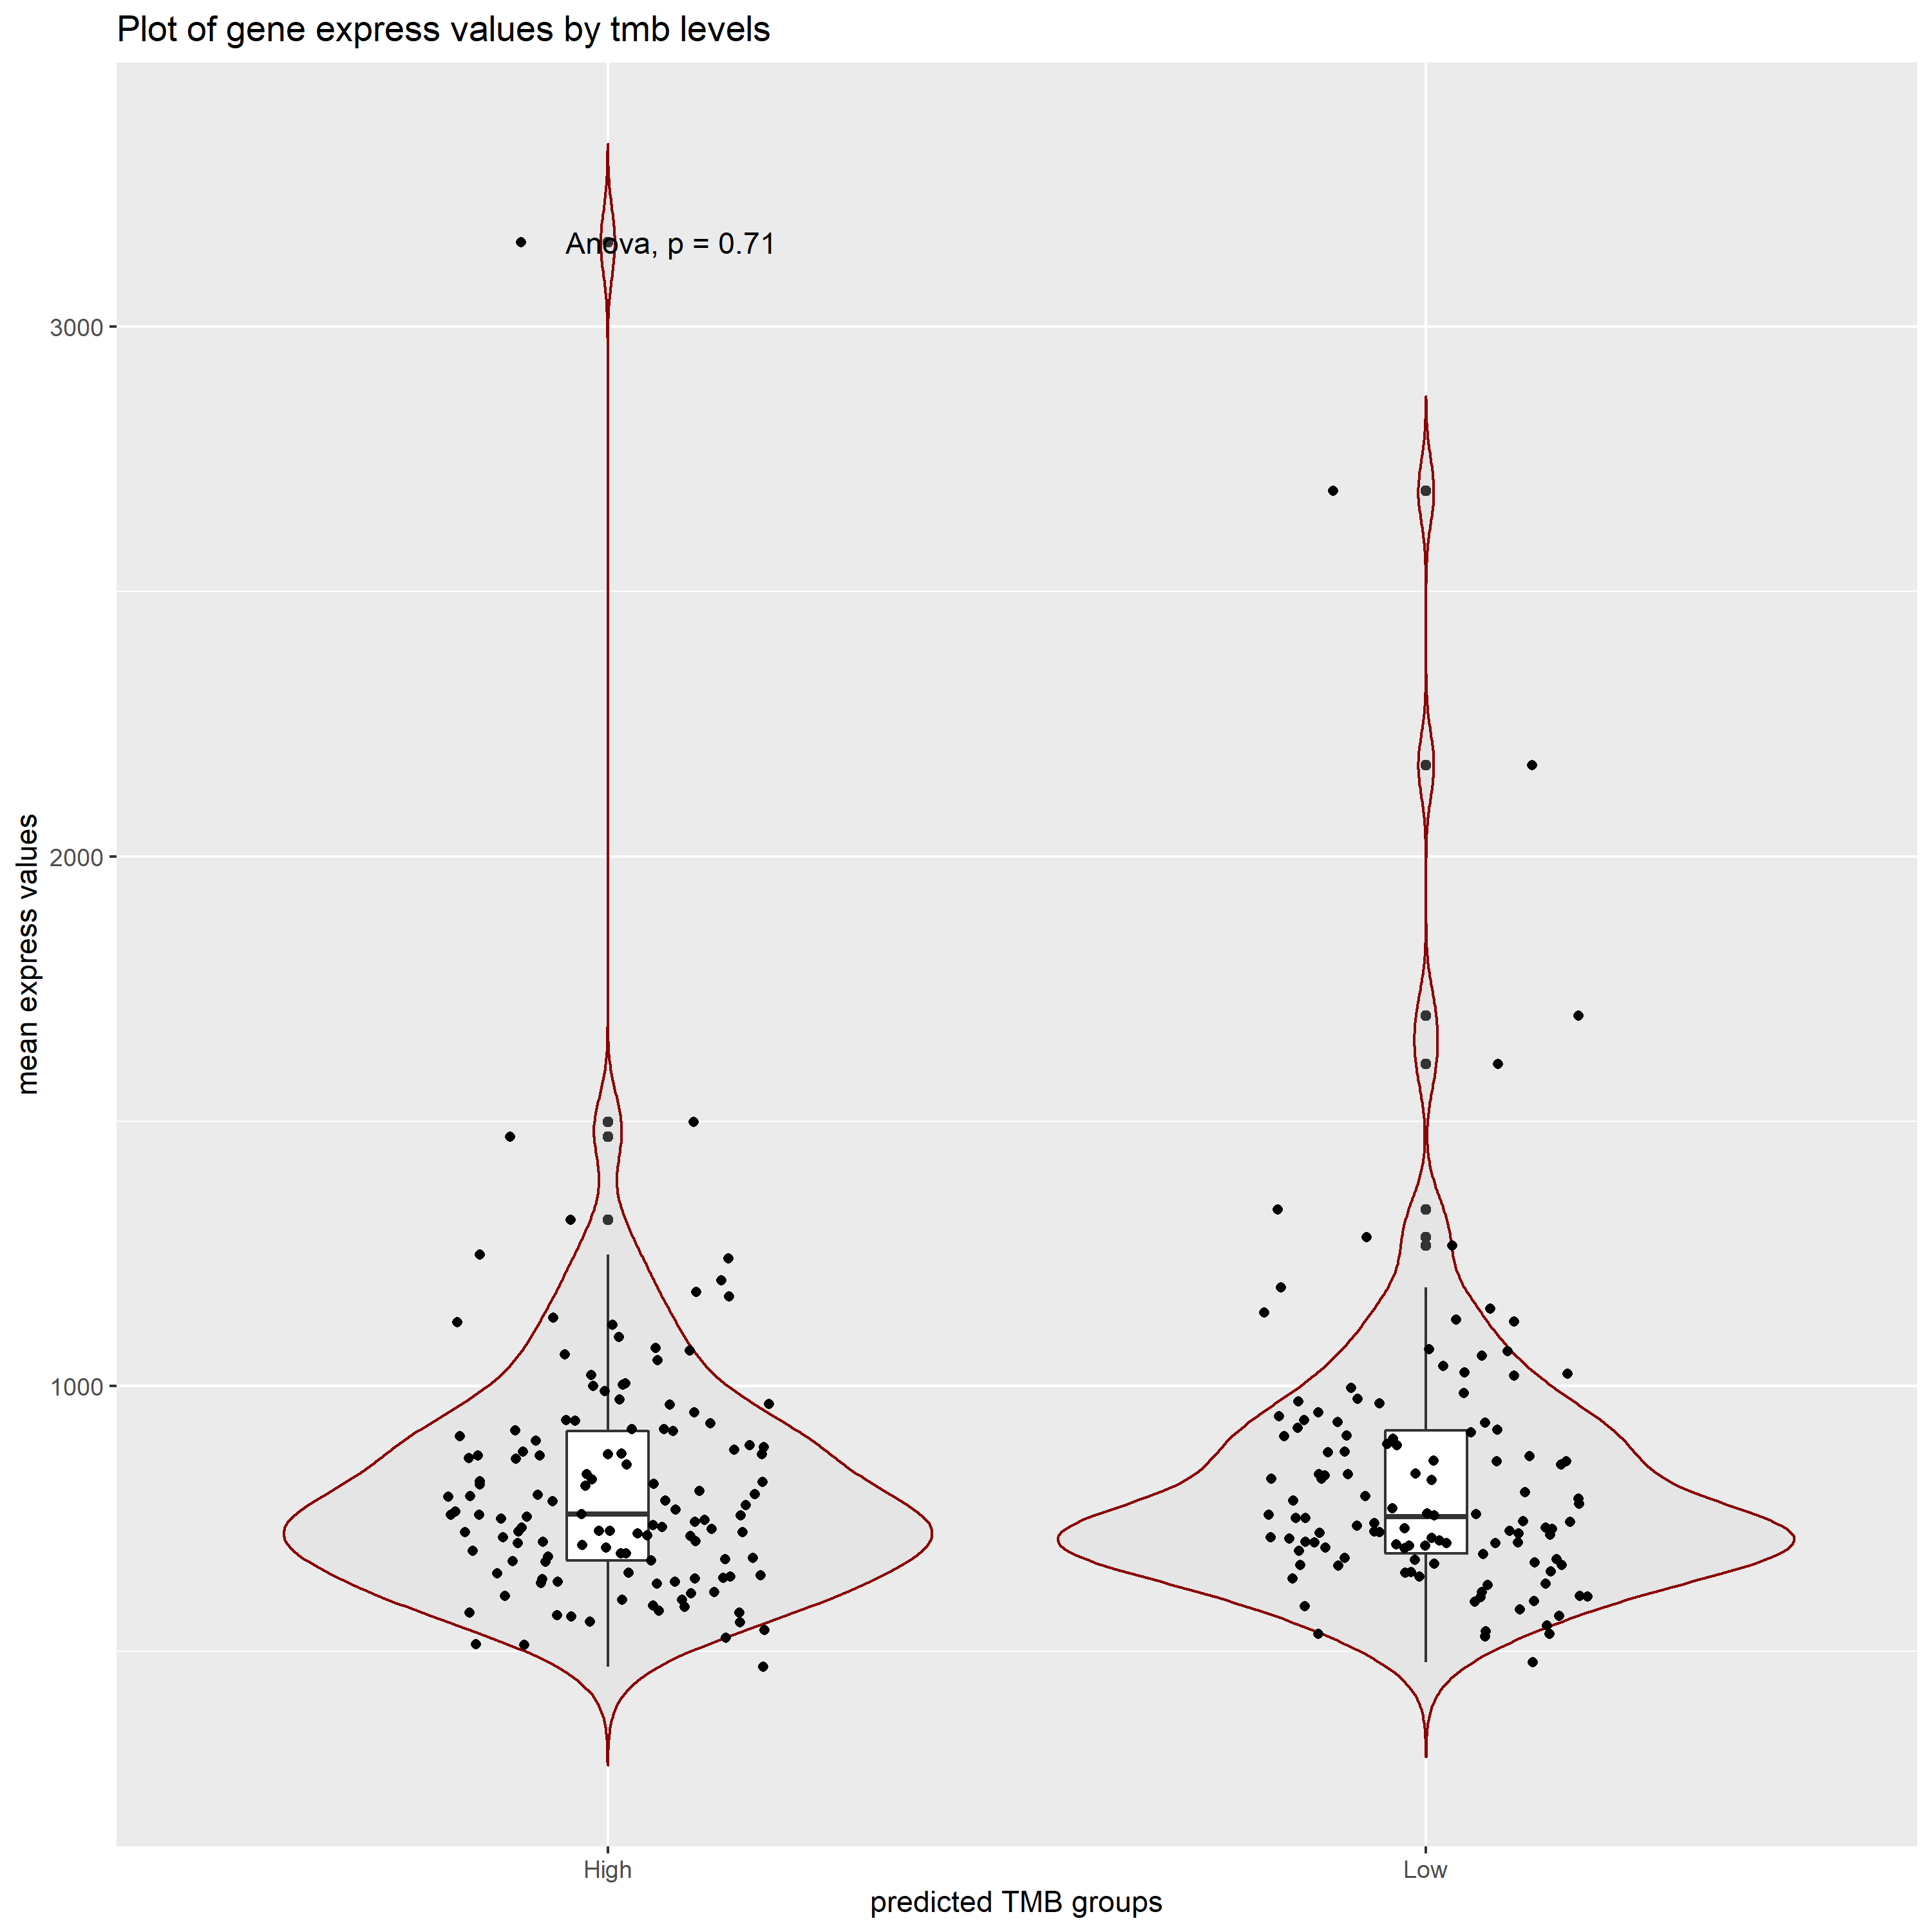 Plot of gene express values by tmb levels
Anova, p = 0.71
3000
2000
1000
mean express values
High
Low
predicted TMB groups